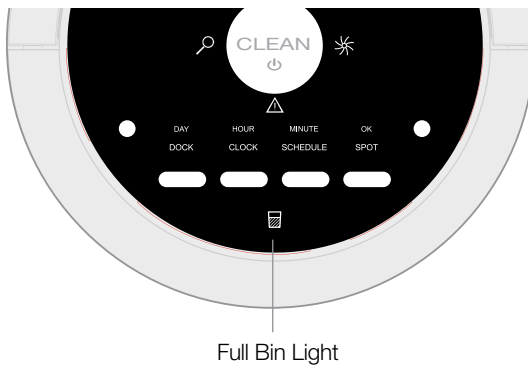 CLEAN
DAY HOUR MINUTE OK
DOCK CLOCK SCHEDULE SPOT
Full Bin Light